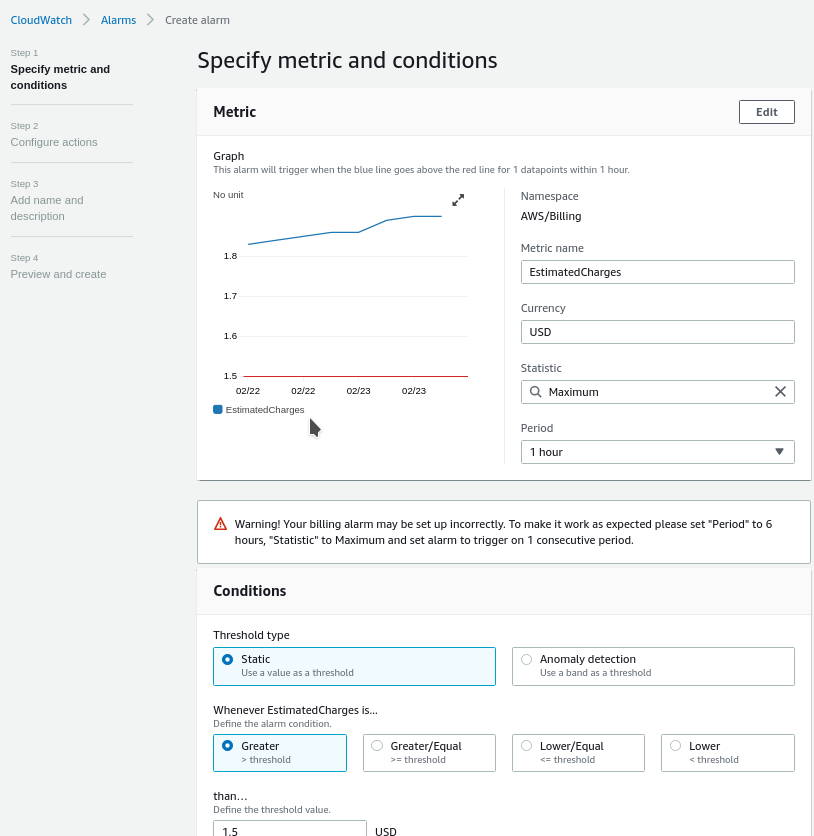 CloudWatch > Alarms > Create alarm
Step 1
Specify metric and
conditions
Step 2
Configure actions
Step 3
Add name and
description
Step 4
Preview and create
Specify metric and conditions
Metric
Edit
Graph
This alarm will trigger when the blue line goes above the red line for 1 datapoints within 1 hour.
No unit
1.8
1.7
1.6
1.5
02/22 02/22 02/23 02/23
EstimatedCharges
Namespace
AWS/Billing
Metric name
EstimatedCharges
Currency
USD
Statistic
Maximum
Period
1 hour
Warning! Your billing alarm may be set up incorrectly. To make it work as expected please set "Period" to 6
hours, "Statistic" to Maximum and set alarm to trigger on 1 consecutive period.
Conditions
Threshold type
Static
Use a value as a threshold
Anomaly detection
Use a band as a threshold
Whenever EstimatedCharges is...
Define the alarm condition.
Greater
> threshold
Greater/Equal
>= threshold
Lower/Equal
<= threshold
Lower
< threshold
than...
Define the threshold value.
1.5 USD